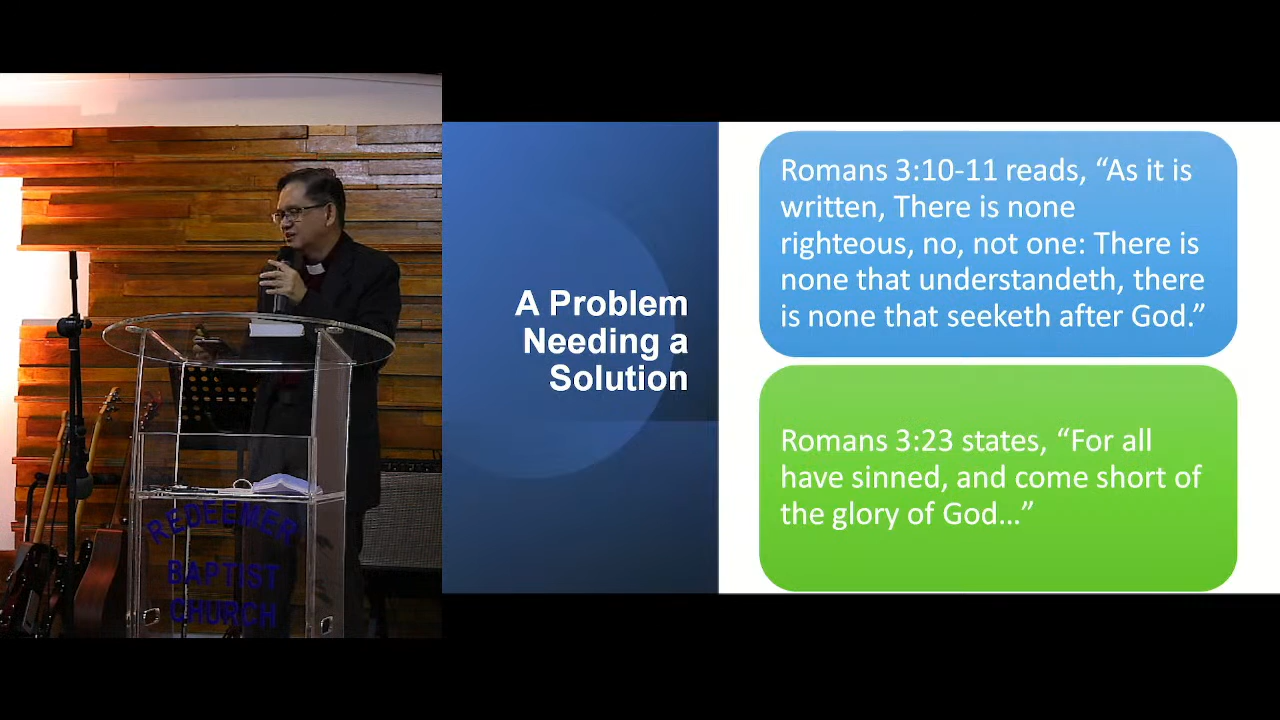 REDEEMER
BAPTIST
CHURCH
A Problem
Needing a
Solution
Romans 3:10-11 reads, “As it is
written, There is none
righteous, no, not one: There is
none that understandeth, there
is none that seeketh after God.”
Romans 3:23 states, “For all
have sinned, and come short of
the glory of God…”